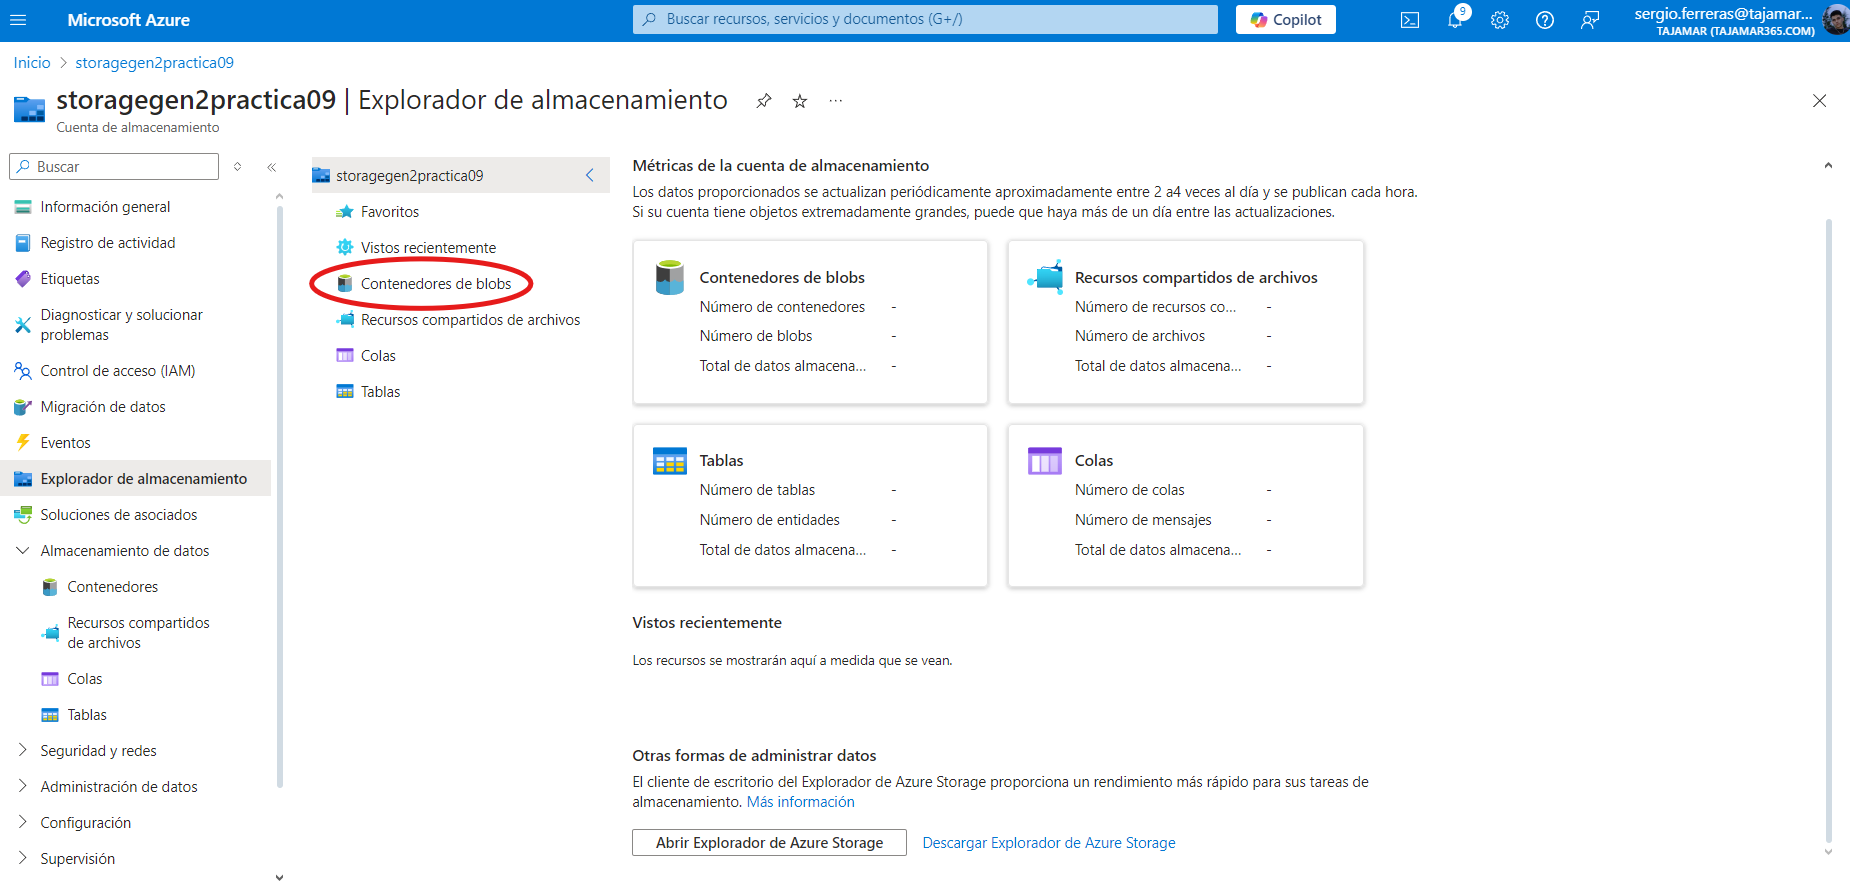 Microsoft Azure
Buscar recursos, servicios y documentos (G+/)
Copilot
9
sergio.ferreras@tajamar...
TAJAMAR (TAJAMAR365.COM)
Inicio > storagegen2practica09
storagegen2practica09 | Explorador de almacenamiento
Cuenta de almacenamiento
Buscar
Información general
Registro de actividad
Etiquetas
Diagnosticar y solucionar
problemas
Control de acceso (IAM)
Migración de datos
Eventos
Explorador de almacenamiento
Soluciones de asociados
Almacenamiento de datos
Contenedores
Recursos compartidos
de archivos
Colas
Tablas
Seguridad y redes
Administración de datos
Configuración
Supervisión
storagegen2practica09
Favoritos
Vistos recientemente
Contenedores de blobs
Recursos compartidos de archivos
Colas
Tablas
Métricas de la cuenta de almacenamiento
Los datos proporcionados se actualizan periódicamente aproximadamente entre 2 a4 veces al día y se publican cada hora.
Si su cuenta tiene objetos extremadamente grandes, puede que haya más de un día entre las actualizaciones.
Contenedores de blobs
Número de contenedores -
Número de blobs -
Total de datos almacena... -
Recursos compartidos de archivos
Número de recursos co... -
Número de archivos -
Total de datos almacena... -
Tablas
Número de tablas -
Número de entidades -
Total de datos almacena... -
Colas
Número de colas -
Número de mensajes -
Total de datos almacena... -
Vistos recientemente
Los recursos se mostrarán aquí a medida que se vean.
Otras formas de administrar datos
El cliente de escritorio del Explorador de Azure Storage proporciona un rendimiento más rápido para sus tareas de
almacenamiento. Más información
Abrir Explorador de Azure Storage
Descargar Explorador de Azure Storage